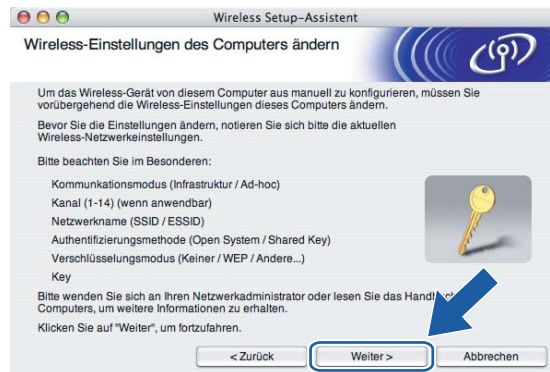 Wireless Setup-Assistent
Wireless-Einstellungen des Computers ändern
Um das Wireless-Gerät von diesem Computer aus manuell zu konfigurieren, müssen Sie
vorübergehend die Wireless-Einstellungen dieses Computers ändern.
Bevor Sie die Einstellungen ändern, notieren Sie sich bitte die aktuellen
Wireless-Netzwerkeinstellungen.
Bitte beachten Sie im Besonderen:
Kommunkationsmodus (Infrastruktur / Ad-hoc)
Kanal (1-14) (wenn anwendbar)
Netzwerkname (SSID / ESSID)
Authentifizierungsmethode (Open System / Shared Key)
Verschlüsselungsmodus (Keiner / WEP / Andere...)
Key
Bitte wenden Sie sich an Ihren Netzwerkadministrator oder lesen Sie das
Computers, um weitere Informationen zu erhalten.
Klicken Sie auf "Weiter", um fortzufahren.
< Zurück
Weiter >
Abbrechen